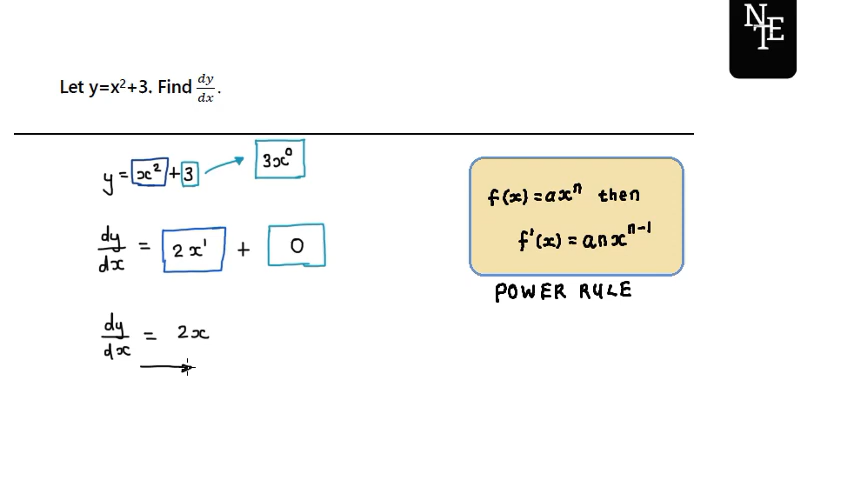 NTE
Let y=x²+3. Find dy/dx.
y = x² + 3
3x⁰
dy/dx = 2x¹ + 0
dy/dx = 2x
f(x) = axⁿ then
f'(x) = anxⁿ⁻¹
POWER RULE